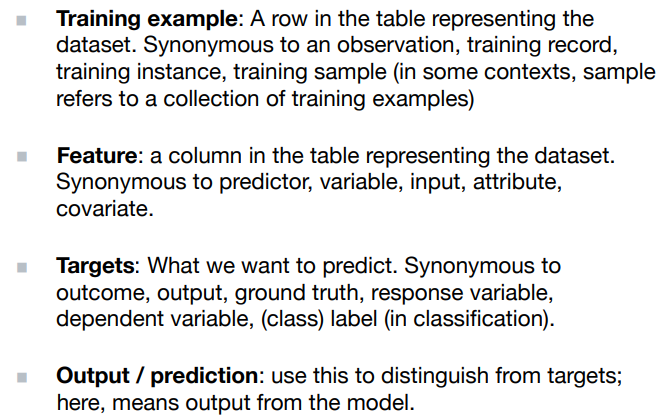 Training example: A row in the table representing the
dataset. Synonymous to an observation, training record,
training instance, training sample (in some contexts, sample
refers to a collection of training examples)
Feature: a column in the table representing the dataset.
Synonymous to predictor, variable, input, attribute,
covariate.
Targets: What we want to predict. Synonymous to
outcome, output, ground truth, response variable,
dependent variable, (class) label (in classification).
Output / prediction: use this to distinguish from targets;
here, means output from the model.